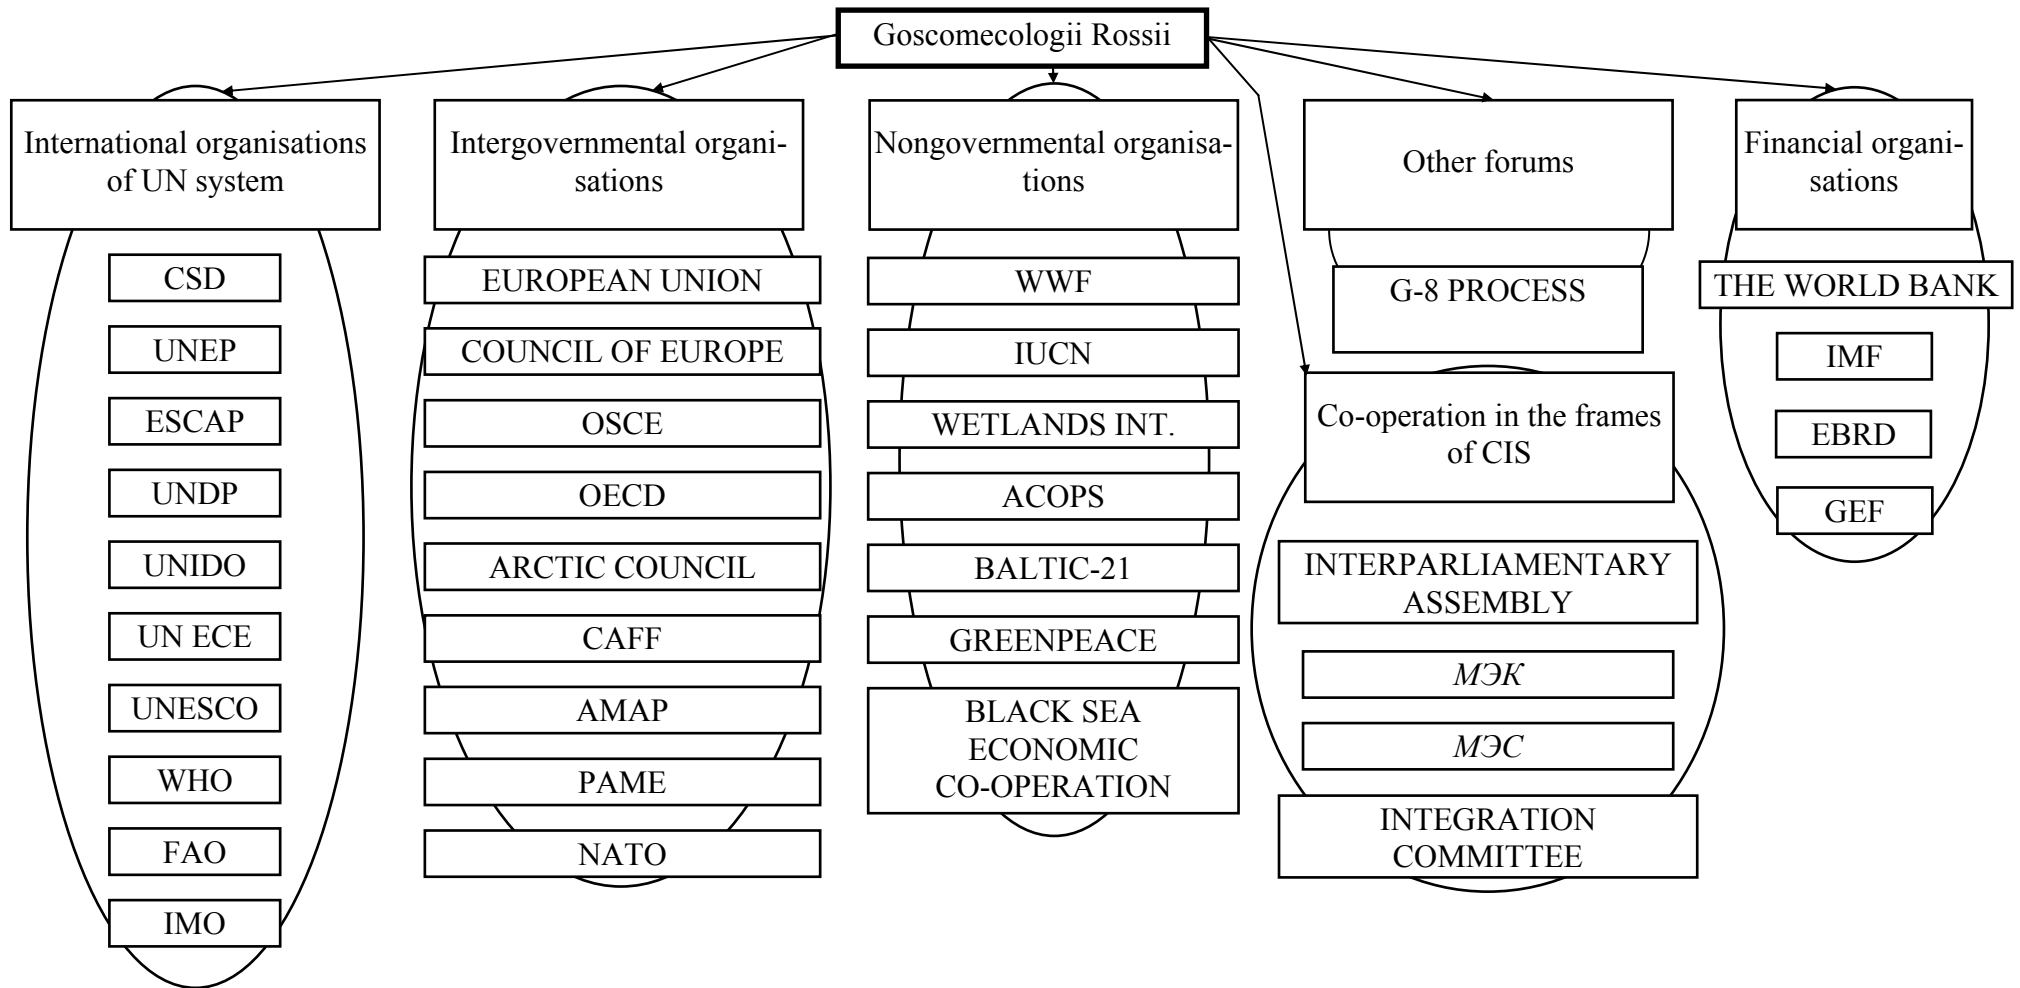 Goscomecologii Rossii
International organisations
of UN system
CSD
UNEP
ESCAP
UNDP
UNIDO
UN ECE
UNESCO
WHO
FAO
IMO
Intergovernmental organi-
sations
EUROPEAN UNION
COUNCIL OF EUROPE
OSCE
OECD
ARCTIC COUNCIL
CAFF
AMAP
PAME
NATO
Nongovernmental organisa-
tions
WWF
IUCN
WETLANDS INT.
ACOPS
BALTIC-21
GREENPEACE
BLACK SEA
ECONOMIC
CO-OPERATION
Other forums
G-8 PROCESS
Co-operation in the frames
of CIS
INTERPARLIAMENTARY
ASSEMBLY
МЭК
МЭС
INTEGRATION
COMMITTEE
Financial organi-
sations
THE WORLD BANK
IMF
EBRD
GEF